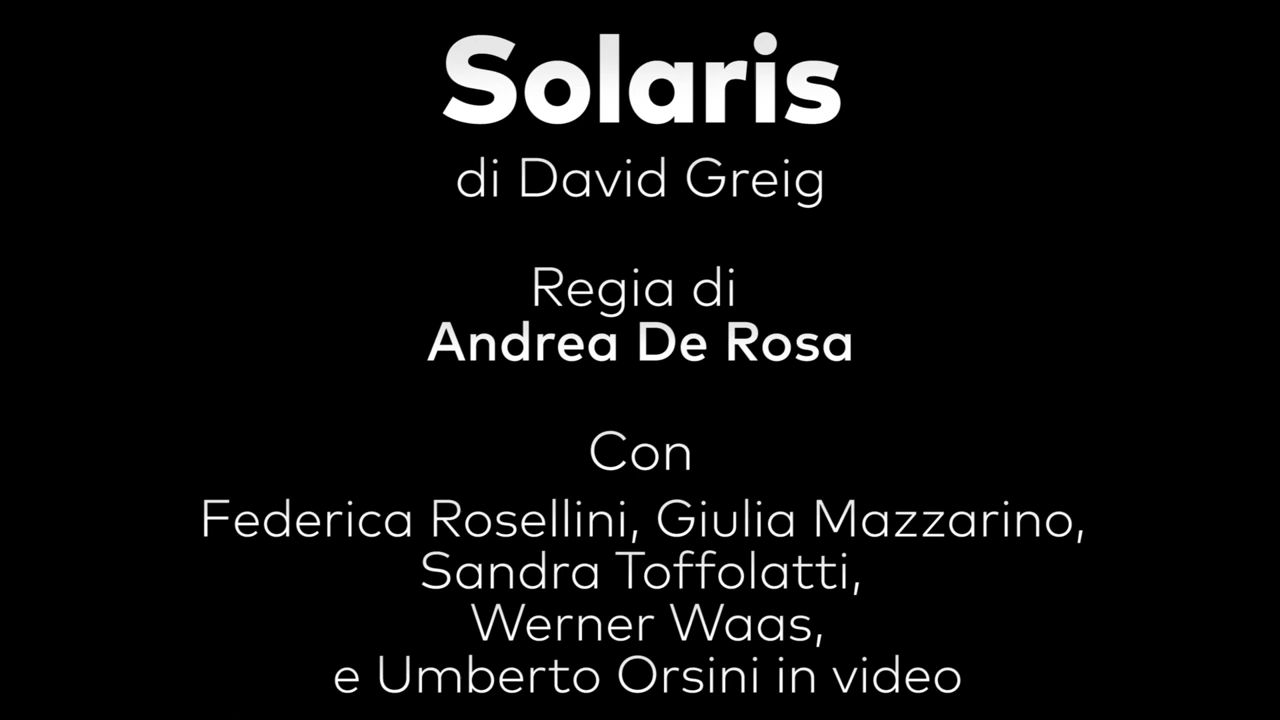 Solaris
di David Greig
Regia di
Andrea De Rosa
Con
Federica Rosellini, Giulia Mazzarino,
Sandra Toffolatti,
Werner Waas,
e Umberto Orsini in video